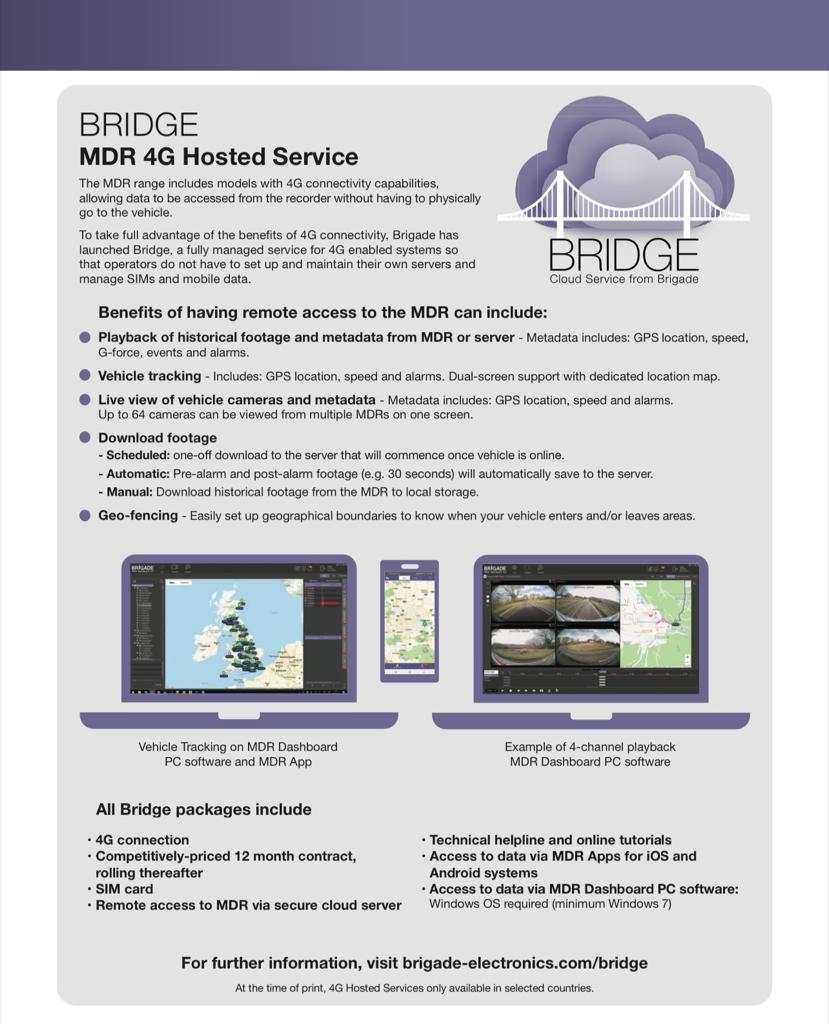 BRIDGE
MDR 4G Hosted Service
The MDR range includes models with 4G connectivity capabilities,
allowing data to be accessed from the recorder without having to physically
go to the vehicle.
To take full advantage of the benefits of 4G connectivity, Brigade has
launched Bridge, a fully managed service for 4G enabled systems so
that operators do not have to set up and maintain their own servers and
manage SIMs and mobile data.
BRIDGE
Cloud Service from Brigade
Benefits of having remote access to the MDR can include:
Playback of historical footage and metadata from MDR or server - Metadata includes: GPS location, speed,
G-force, events and alarms.
Vehicle tracking - Includes: GPS location, speed and alarms. Dual-screen support with dedicated location map.
Live view of vehicle cameras and metadata - Metadata includes: GPS location, speed and alarms.
Up to 64 cameras can be viewed from multiple MDRs on one screen.
Download footage
- Scheduled: one-off download to the server that will commence once vehicle is online.
- Automatic: Pre-alarm and post-alarm footage (e.g. 30 seconds) will automatically save to the server.
- Manual: Download historical footage from the MDR to local storage.
Geo-fencing - Easily set up geographical boundaries to know when your vehicle enters and/or leaves areas.
BRIGADE
BRIGADE
Vehicle Tracking on MDR Dashboard
PC software and MDR App
Example of 4-channel playback
MDR Dashboard PC software
All Bridge packages include
· 4G connection
· Competitively-priced 12 month contract,
rolling thereafter
· SIM card
· Remote access to MDR via secure cloud server
· Technical helpline and online tutorials
· Access to data via MDR Apps for iOS and
Android systems
· Access to data via MDR Dashboard PC software:
Windows OS required (minimum Windows 7)
For further information, visit brigade-electronics.com/bridge
At the time of print, 4G Hosted Services only available in selected countries.